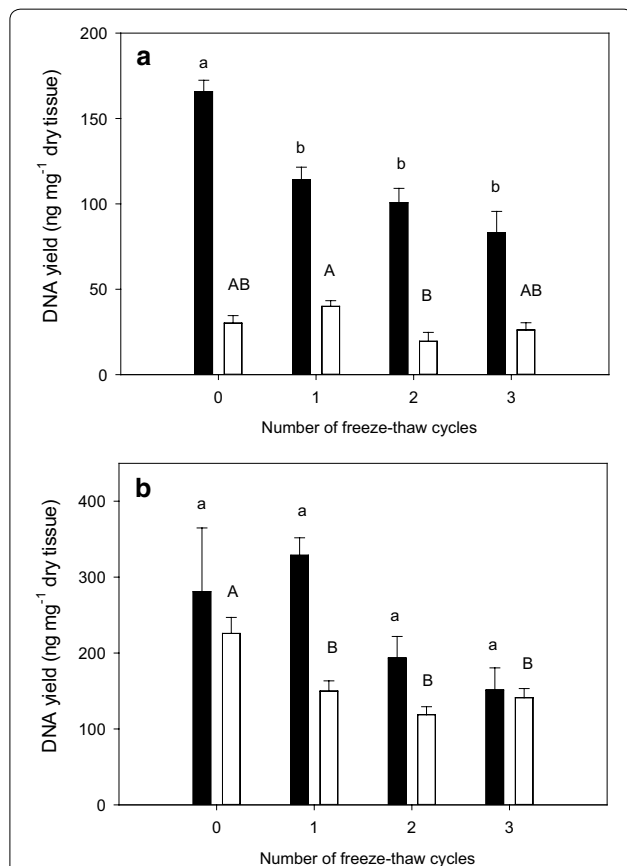 a
200
150
100
50
0
a
b
b
b
AB
A
B
AB
0 1 2 3
DNA yield (ng mg⁻¹ dry tissue)
Number of freeze-thaw cycles
b
400
300
200
100
0
a
a
a
a
A
B
B
B
0 1 2 3
DNA yield (ng mg⁻¹ dry tissue)
Number of freeze-thaw cycles